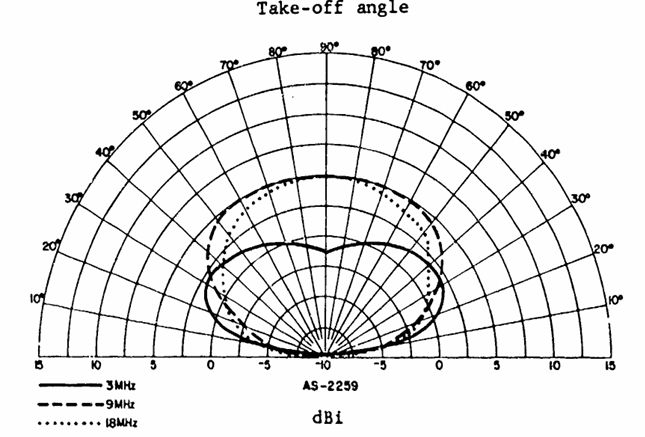 Take-off angle
90°
80° 80°
70° 70°
60° 60°
50° 50°
40° 40°
30° 30°
20° 20°
10° 10°
15 10 5 0 -5 -10 -5 0 5 10 15
3MHz
AS-2259
9MHz
dBi
18MHz